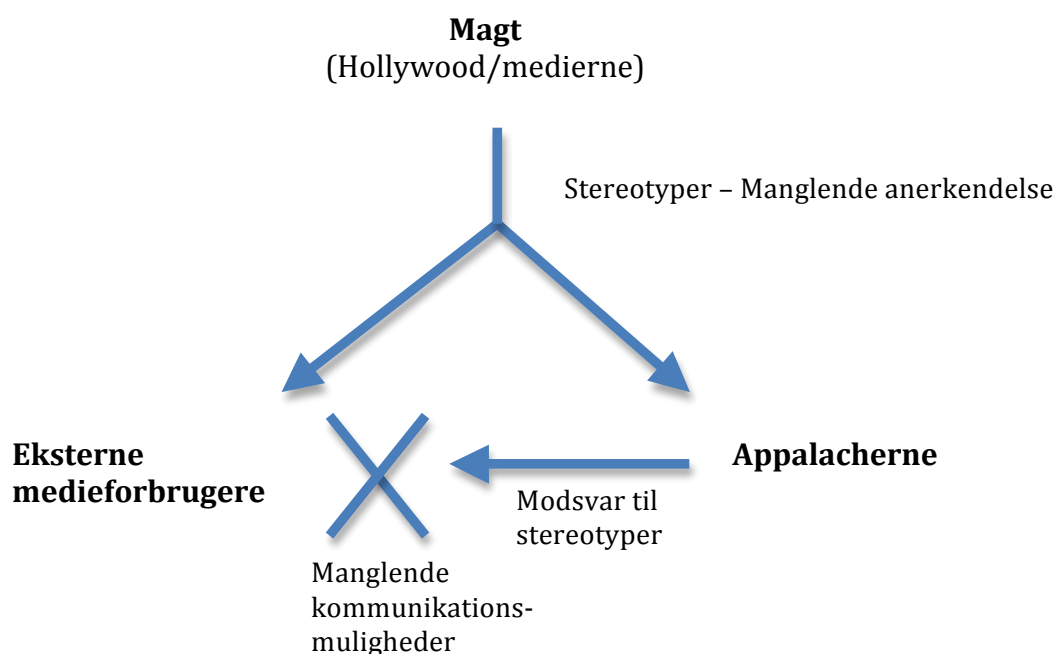 Magt
(Hollywood/medierne)
Stereotyper – Manglende anerkendelse
Eksterne
medieforbrugere
Appalacherne
Modsvar til
stereotyper
Manglende
kommunikations-
muligheder